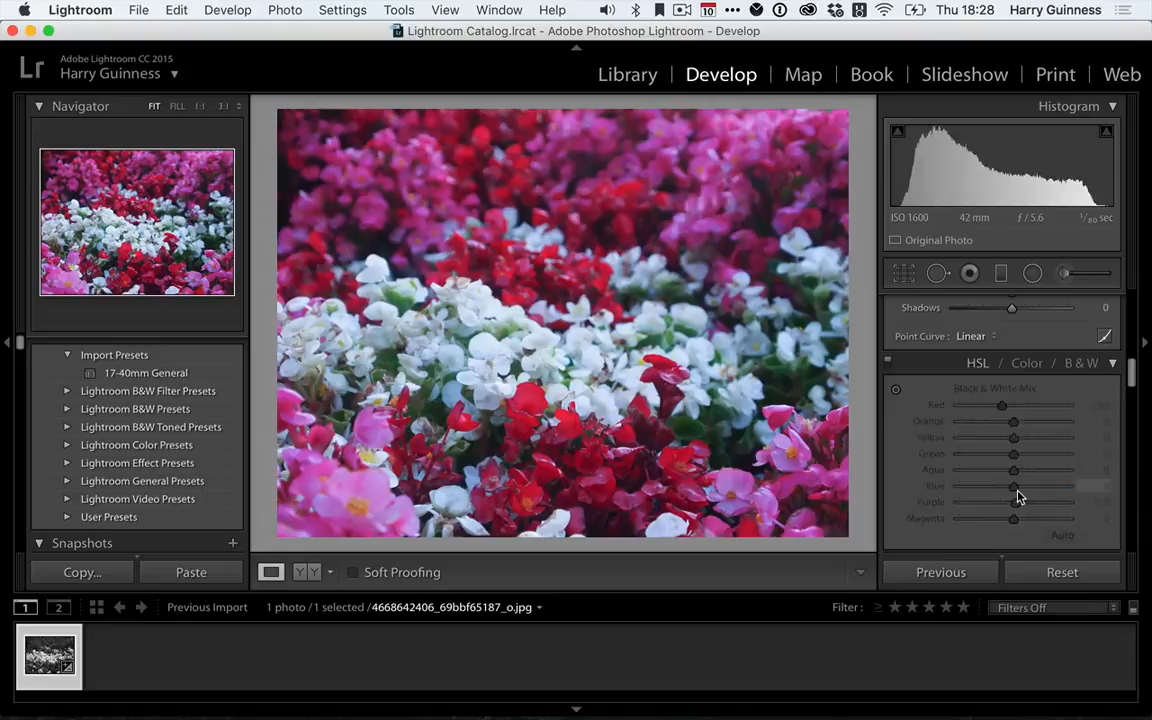 Lightroom File Edit Develop Photo Settings Tools View Window Help 10 Thu 18:28 Harry Guinness
Lightroom Catalog.lrcat - Adobe Photoshop Lightroom - Develop
Lr Adobe Lightroom CC 2015
Harry Guinness
Library Develop Map Book Slideshow Print Web
Navigator FIT FILL 1:1 3:1
Histogram
ISO 1600 42 mm ƒ / 5.6 1/80 sec
Original Photo
Shadows 0
Point Curve: Linear
HSL / Color / B & W
Black & White Mix
Red
Orange
Yellow
Green
Aqua
Blue
Purple
Magenta
Auto
Import Presets
17-40mm General
Lightroom B&W Filter Presets
Lightroom B&W Presets
Lightroom B&W Toned Presets
Lightroom Color Presets
Lightroom Effect Presets
Lightroom General Presets
Lightroom Video Presets
User Presets
Snapshots +
Copy... Paste
Y Y Soft Proofing
Previous Reset
1 2 Previous Import 1 photo / 1 selected / 4668642406_69bbf65187_o.jpg Filter : ≥ Filters Off